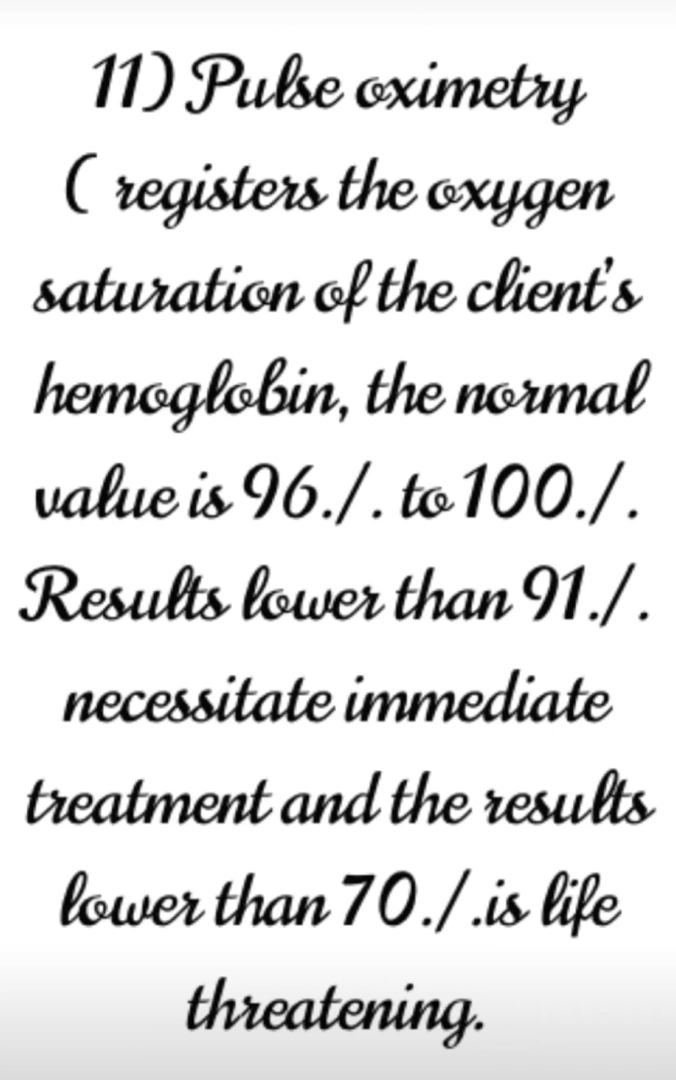 11) Pulse oximetry
( registers the oxygen
saturation of the client's
hemoglobin, the normal
value is 96./. to 100./.
Results lower than 91./.
necessitate immediate
treatment and the results
lower than 70./.is life
threatening.